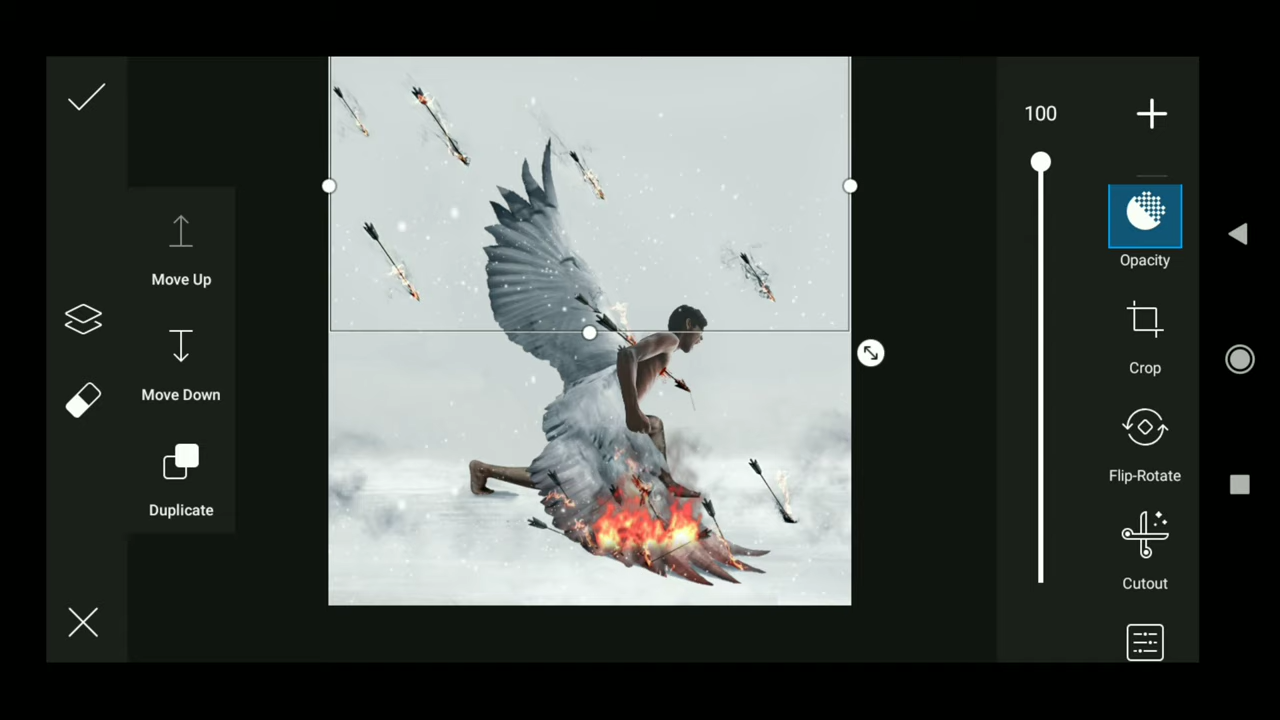 100
Move Up
Opacity
Crop
Move Down
Flip-Rotate
Duplicate
Cutout